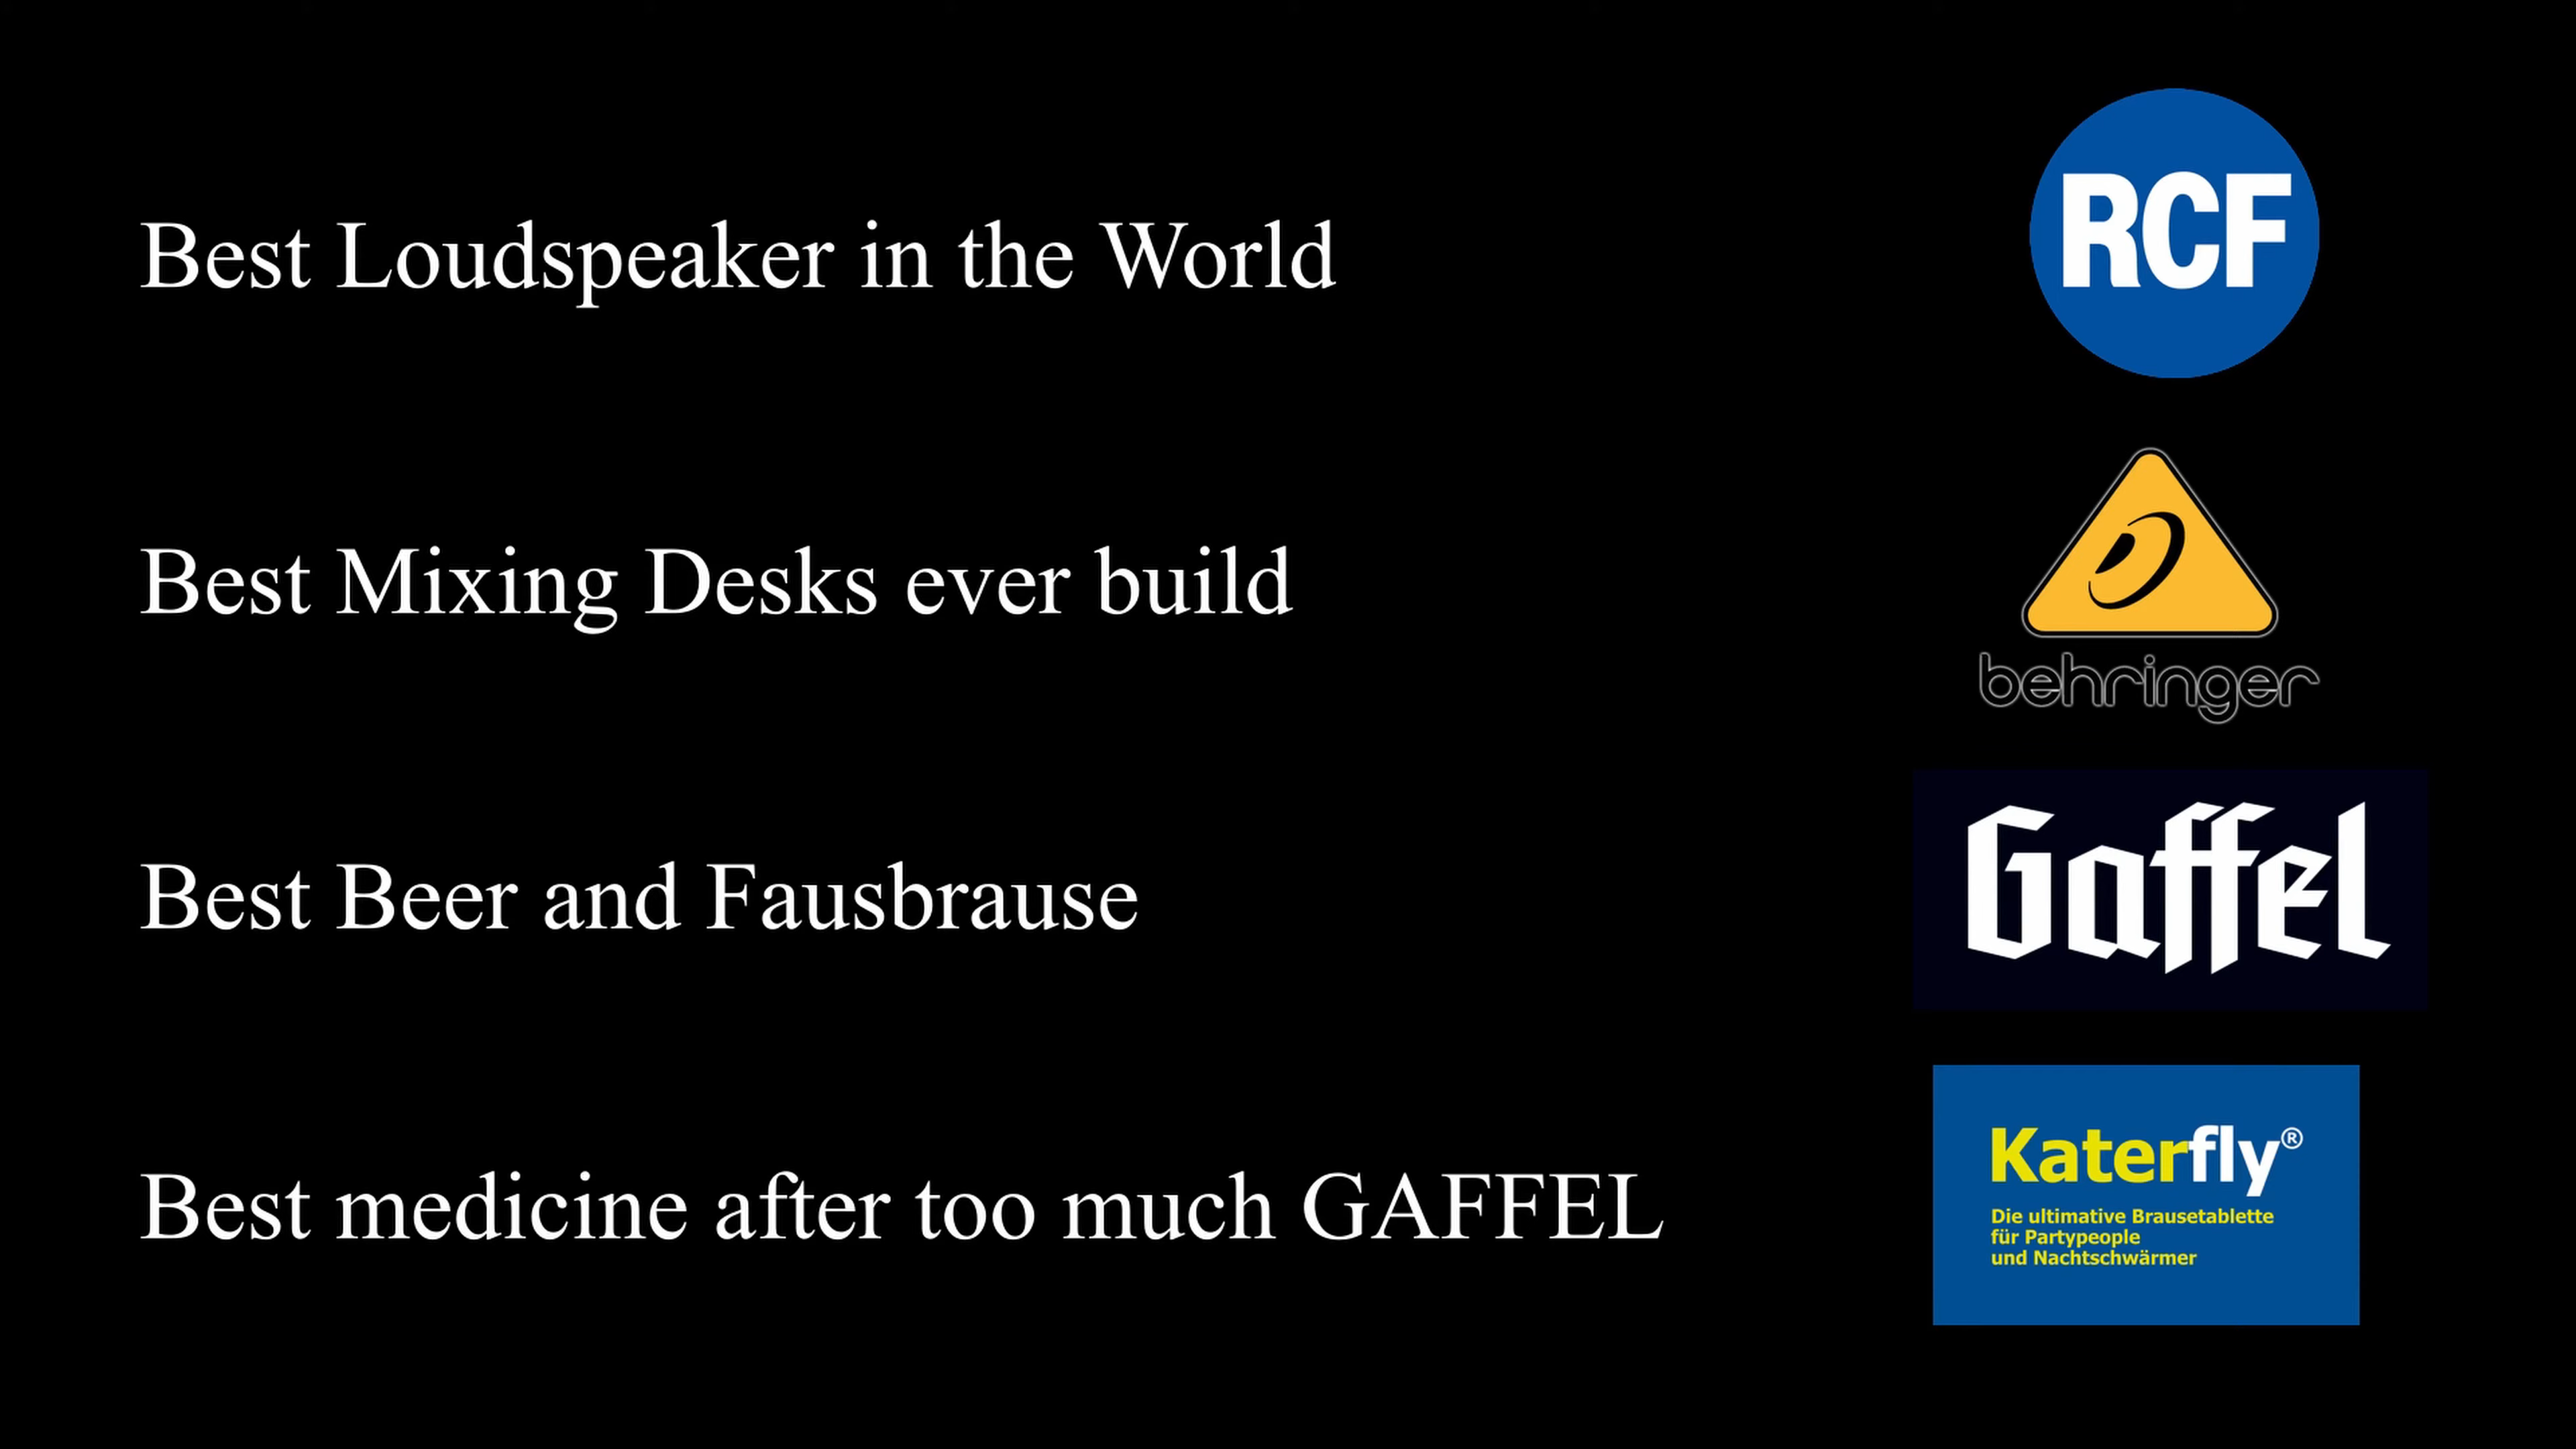 Best Loudspeaker in the World
RCF
Best Mixing Desks ever build
behringer
Best Beer and Fausbrause
Gaffel
Best medicine after too much GAFFEL
Katerfly®
Die ultimative Brausetablette
für Partypeople
und Nachtschwärmer